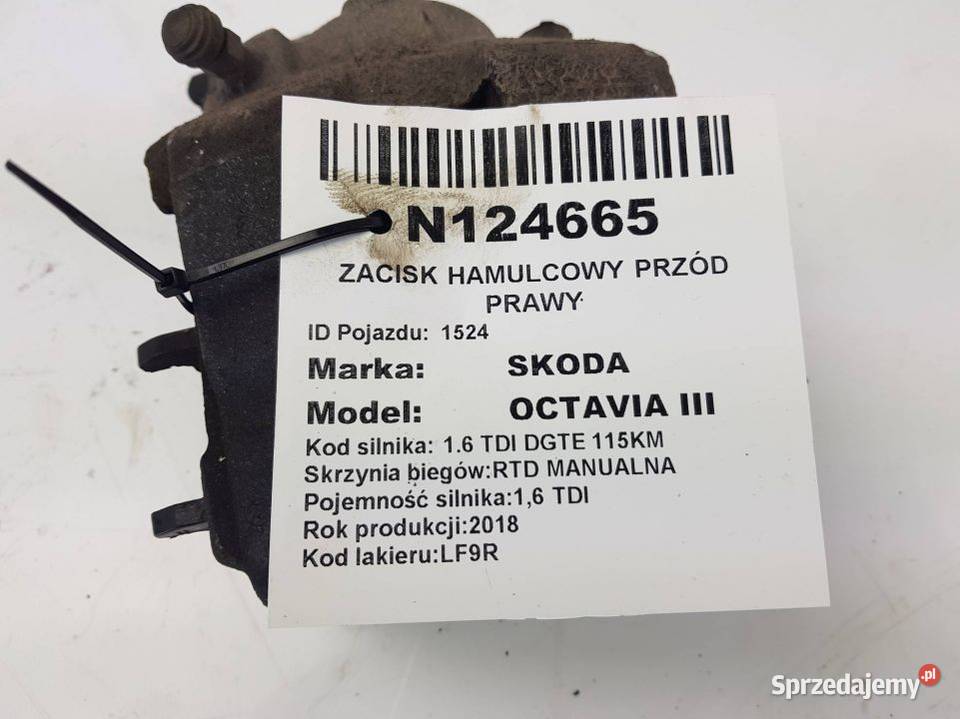 N124665
ZACISK HAMULCOWY PRZÓD
PRAWY
ID Pojazdu: 1524
Marka: SKODA
Model: OCTAVIA III
Kod silnika: 1.6 TDI DGTE 115KM
Skrzynia biegów:RTD MANUALNA
Pojemność silnika:1,6 TDI
Rok produkcji:2018
Kod lakieru:LF9R
Sprzedajemy.pl